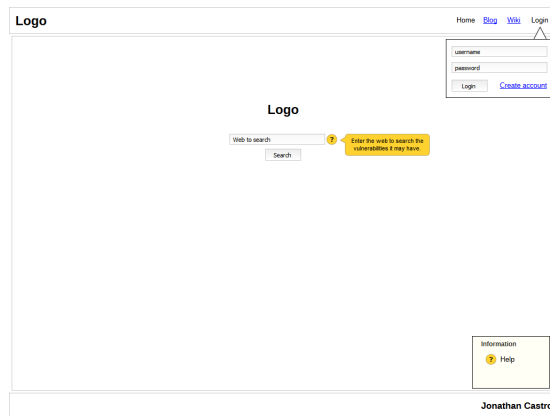 Logo
Home Blog Wiki Login
username
password
Login Create account
Logo
Web to search ? Enter the web to search the
vulnerabilities it may have.
Search
Information
? Help
Jonathan Castro